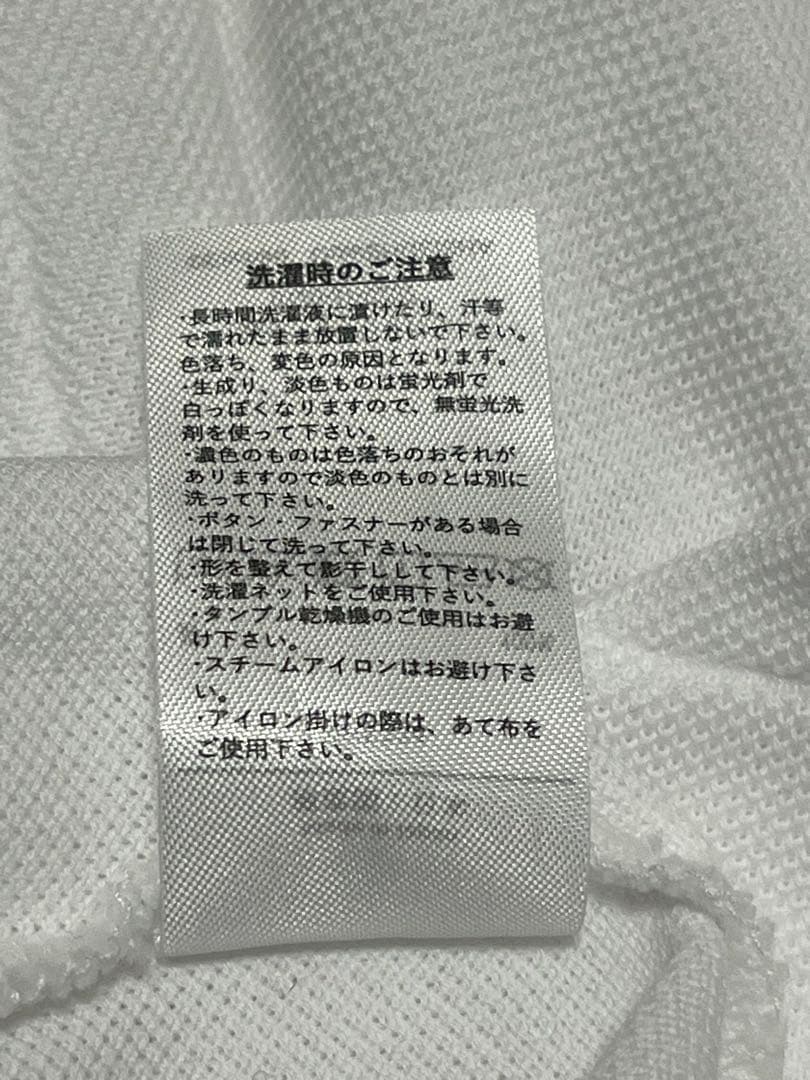 洗濯時のご注意
・長時間洗濯液に漬けたり、汗等
で濡れたまま放置しないで下さい。
色落ち、変色の原因となります。
・生成り、淡色ものは蛍光剤で
白っぽくなりますので、無蛍光洗
剤を使って下さい。
・濃色のものは色落ちのおそれが
ありますので淡色のものとは別に
洗って下さい。
・ボタン・ファスナーがある場合
は閉じて洗って下さい。
・形を整えて影干しして下さい。
・洗濯ネットをご使用下さい。
・タンブル乾燥機のご使用はお避
け下さい。
・スチームアイロンはお避け下さ
い。
・アイロン掛けの際は、あて布を
ご使用下さい。